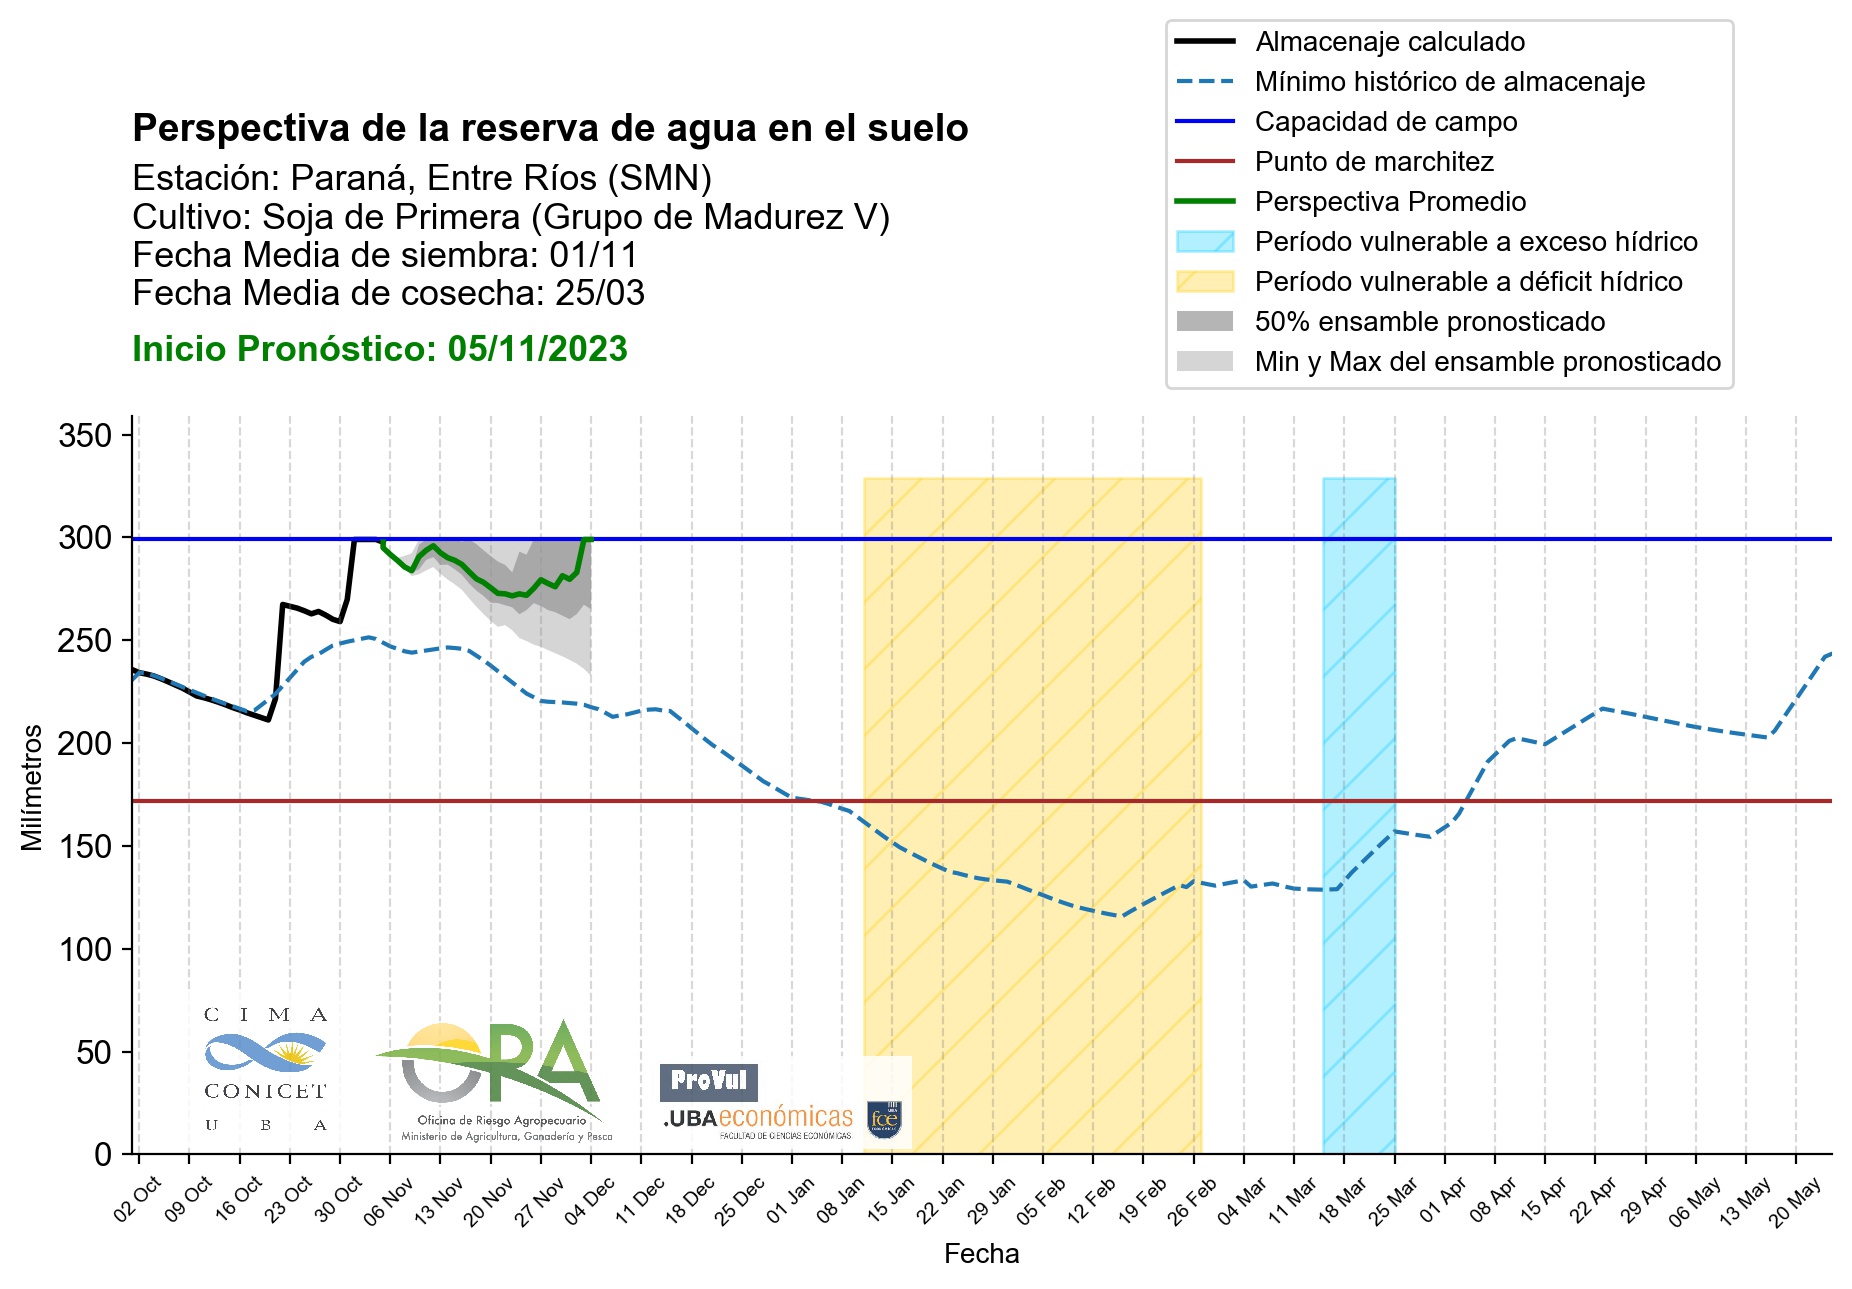 Almacenaje calculado
Mínimo histórico de almacenaje
Capacidad de campo
Punto de marchitez
Perspectiva Promedio
Período vulnerable a exceso hídrico
Período vulnerable a déficit hídrico
50% ensamble pronosticado
Min y Max del ensamble pronosticado
Perspectiva de la reserva de agua en el suelo
Estación: Paraná, Entre Ríos (SMN)
Cultivo: Soja de Primera (Grupo de Madurez V)
Fecha Media de siembra: 01/11
Fecha Media de cosecha: 25/03
Inicio Pronóstico: 05/11/2023
350
300
250
200
150
100
50
0
Milímetros
CIMA
CONICET
UBA
ORA
Oficina de Riesgo Agropecuario
Ministerio de Agricultura, Ganadería y Pesca
ProVul
.UBAeconómicas
FACULTAD DE CIENCIAS ECONÓMICAS
UBA
fce
ECONÓMICAS
02 Oct
09 Oct
16 Oct
23 Oct
30 Oct
06 Nov
13 Nov
20 Nov
27 Nov
04 Dec
11 Dec
18 Dec
25 Dec
01 Jan
08 Jan
15 Jan
22 Jan
29 Jan
05 Feb
12 Feb
19 Feb
26 Feb
04 Mar
11 Mar
18 Mar
25 Mar
01 Apr
08 Apr
15 Apr
22 Apr
29 Apr
06 May
13 May
20 May
Fecha